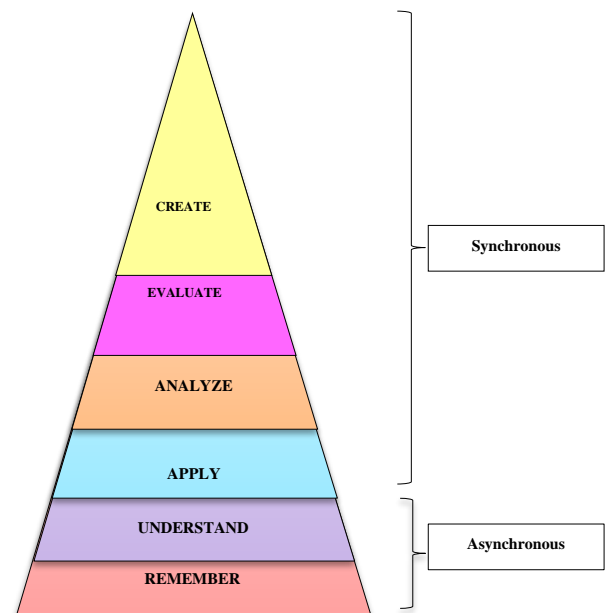 CREATE
Synchronous
EVALUATE
ANALYZE
APPLY
UNDERSTAND
Asynchronous
REMEMBER